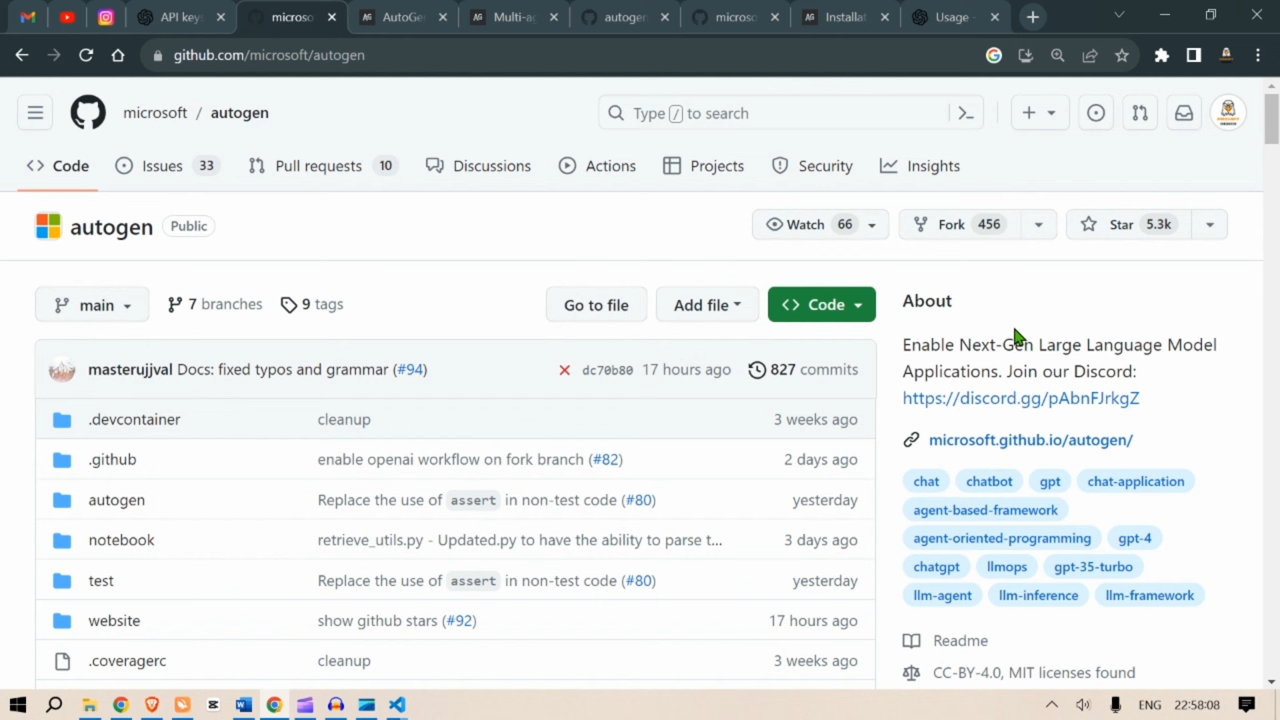 API key
microso
AutoGen
Multi-a
autoge
microso
Installat
Usage
github.com/microsoft/autogen
microsoft / autogen
Type / to search
Code
Issues 33
Pull requests 10
Discussions
Actions
Projects
Security
Insights
autogen Public
Watch 66
Fork 456
Star 5.3k
main
7 branches
9 tags
Go to file
Add file
Code
masterujjval Docs: fixed typos and grammar (#94) dc70b80 17 hours ago 827 commits
.devcontainer cleanup 3 weeks ago
.github enable openai workflow on fork branch (#82) 2 days ago
autogen Replace the use of assert in non-test code (#80) yesterday
notebook retrieve_utils.py - Updated.py to have the ability to parse t... 3 days ago
test Replace the use of assert in non-test code (#80) yesterday
website show github stars (#92) 17 hours ago
.coveragerc cleanup 3 weeks ago
About
Enable Next-Gen Large Language Model
Applications. Join our Discord:
https://discord.gg/pAbnFJrkgZ
microsoft.github.io/autogen/
chat chatbot gpt chat-application
agent-based-framework
agent-oriented-programming gpt-4
chatgpt llmops gpt-35-turbo
llm-agent llm-inference llm-framework
Readme
CC-BY-4.0, MIT licenses found
ENG 22:58:08